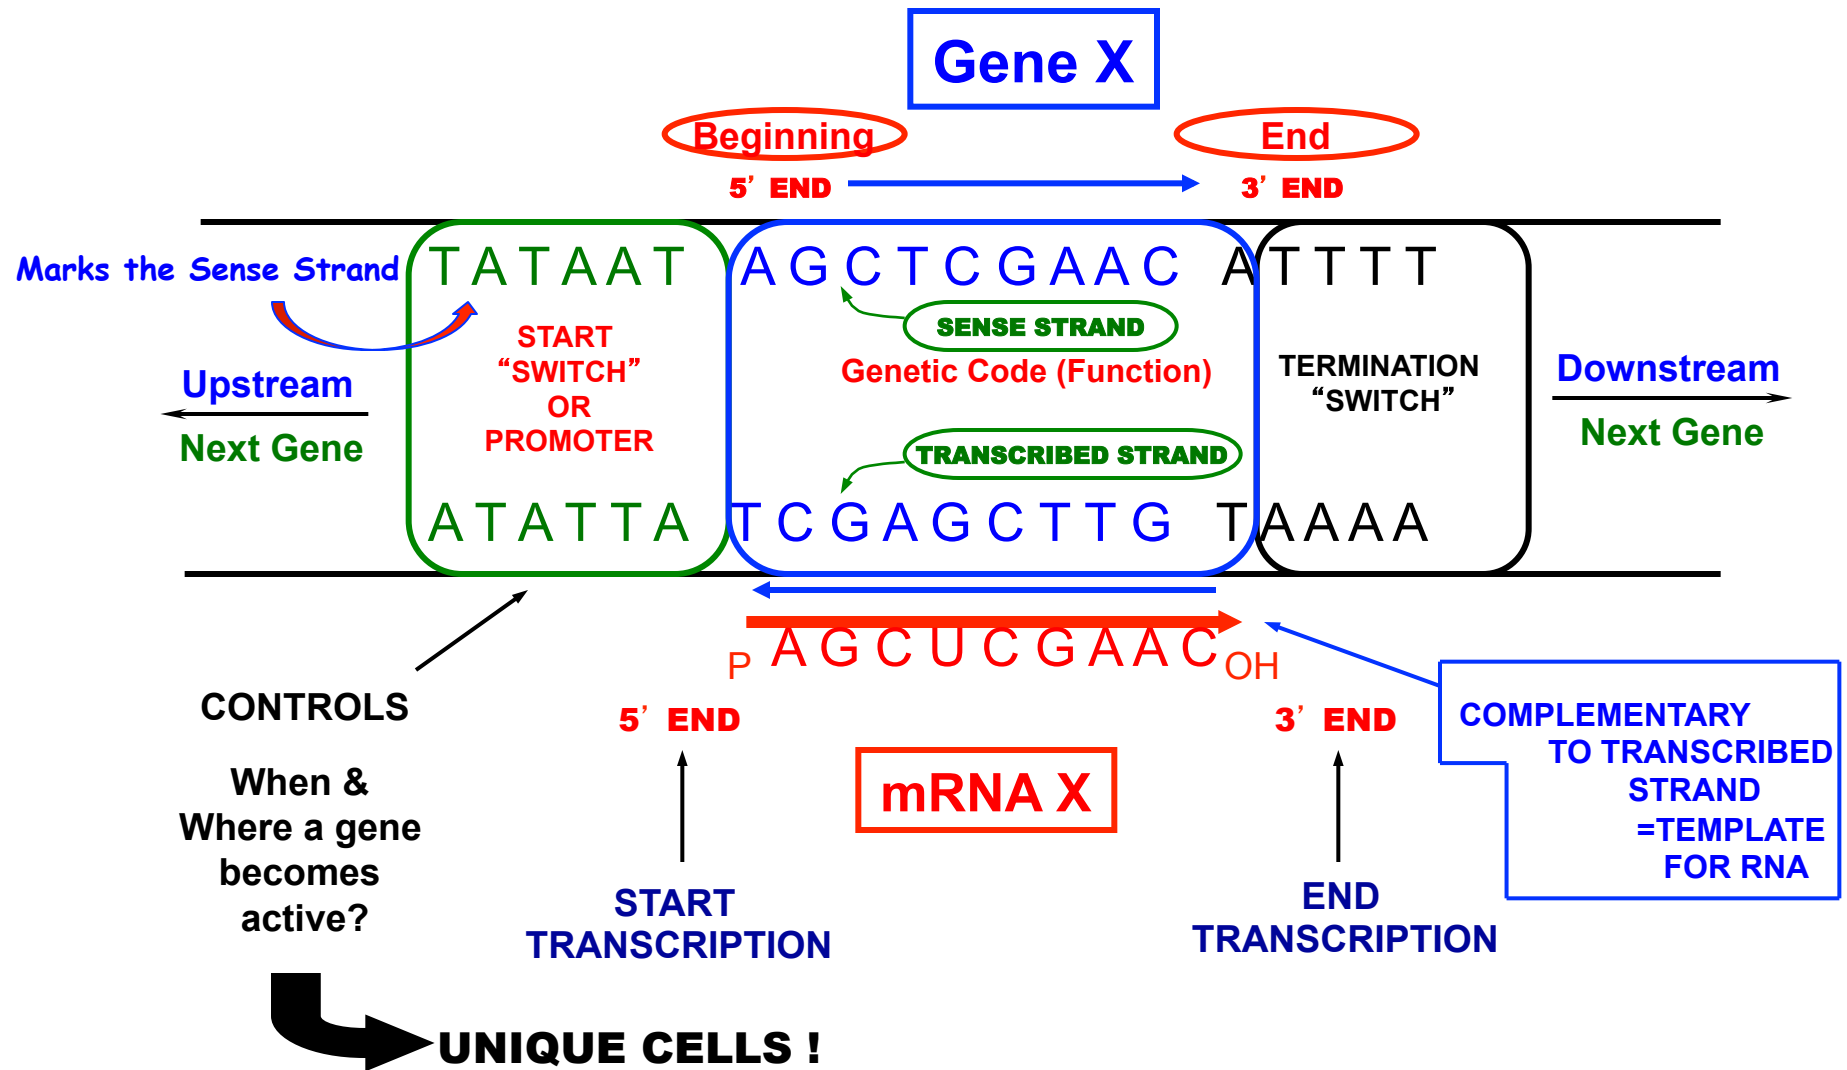 Gene X
Beginning
End
5’ END
3’ END
Marks the Sense Strand
TATAAT AGCTCGAAC ATTTT
SENSE STRAND
START
“SWITCH”
OR
PROMOTER
Genetic Code (Function)
TERMINATION
“SWITCH”
Upstream
Next Gene
Downstream
Next Gene
TRANSCRIBED STRAND
ATATTA TCGAGCTTG TAAAA
P AGCUCGAAC OH
5’ END
3’ END
CONTROLS
When &
Where a gene
becomes
active?
mRNA X
COMPLEMENTARY
TO TRANSCRIBED
STRAND
=TEMPLATE
FOR RNA
START
TRANSCRIPTION
END
TRANSCRIPTION
UNIQUE CELLS !